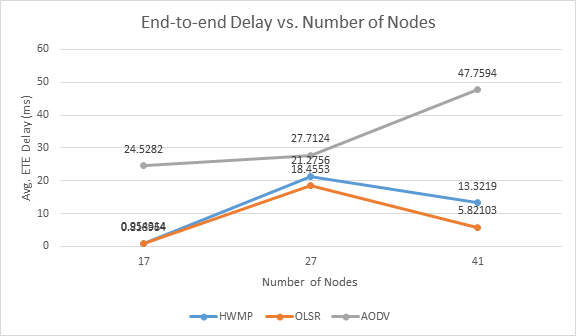 End-to-end Delay vs. Number of Nodes
60
50
40
30
20
10
0
Avg. ETE Delay (ms)
24.5282
27.7124
47.7594
21.2756
18.4553
13.3219
5.82103
17
27
41
Number of Nodes
HWMP
OLSR
AODV